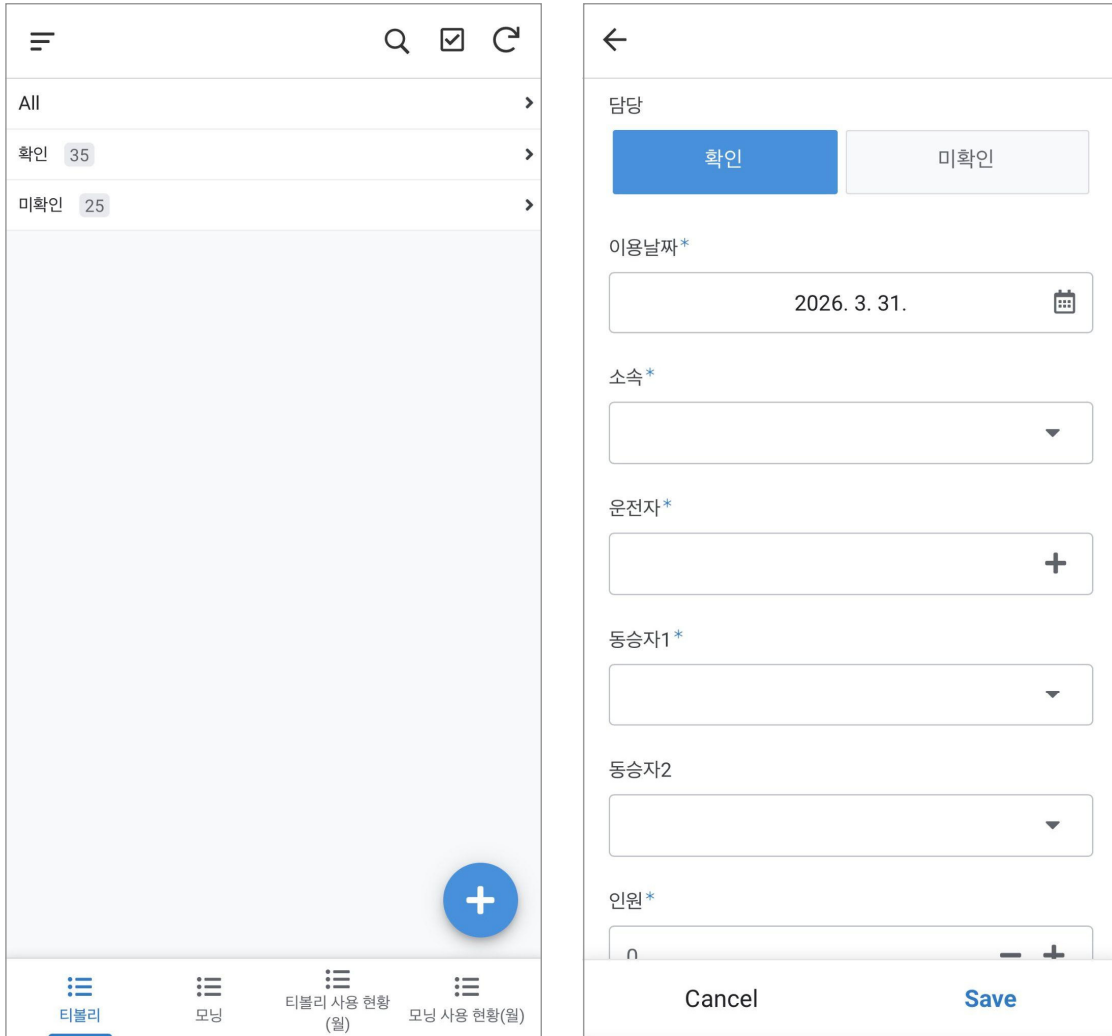 All
확인 35
미확인 25
티볼리
모닝
티볼리 사용 현황
(월)
모닝 사용 현황(월)
담당
확인
미확인
이용날짜*
2026. 3. 31.
소속*
운전자*
동승자1*
동승자2
인원*
0
Cancel
Save